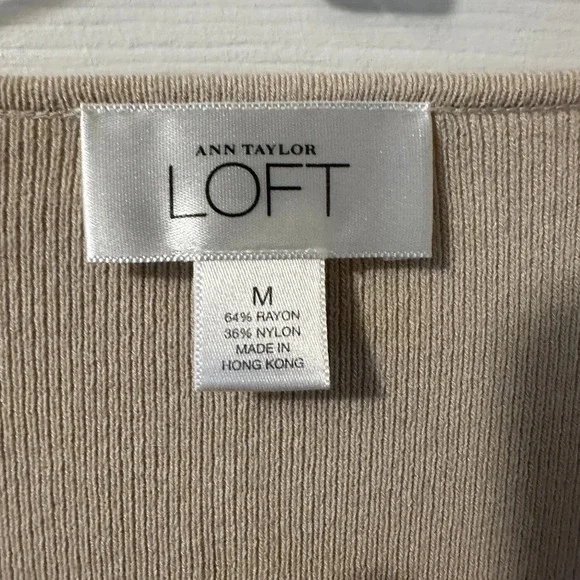 ANN TAYLOR
LOFT
M
64% RAYON
36% NYLON
MADE IN
HONG KONG